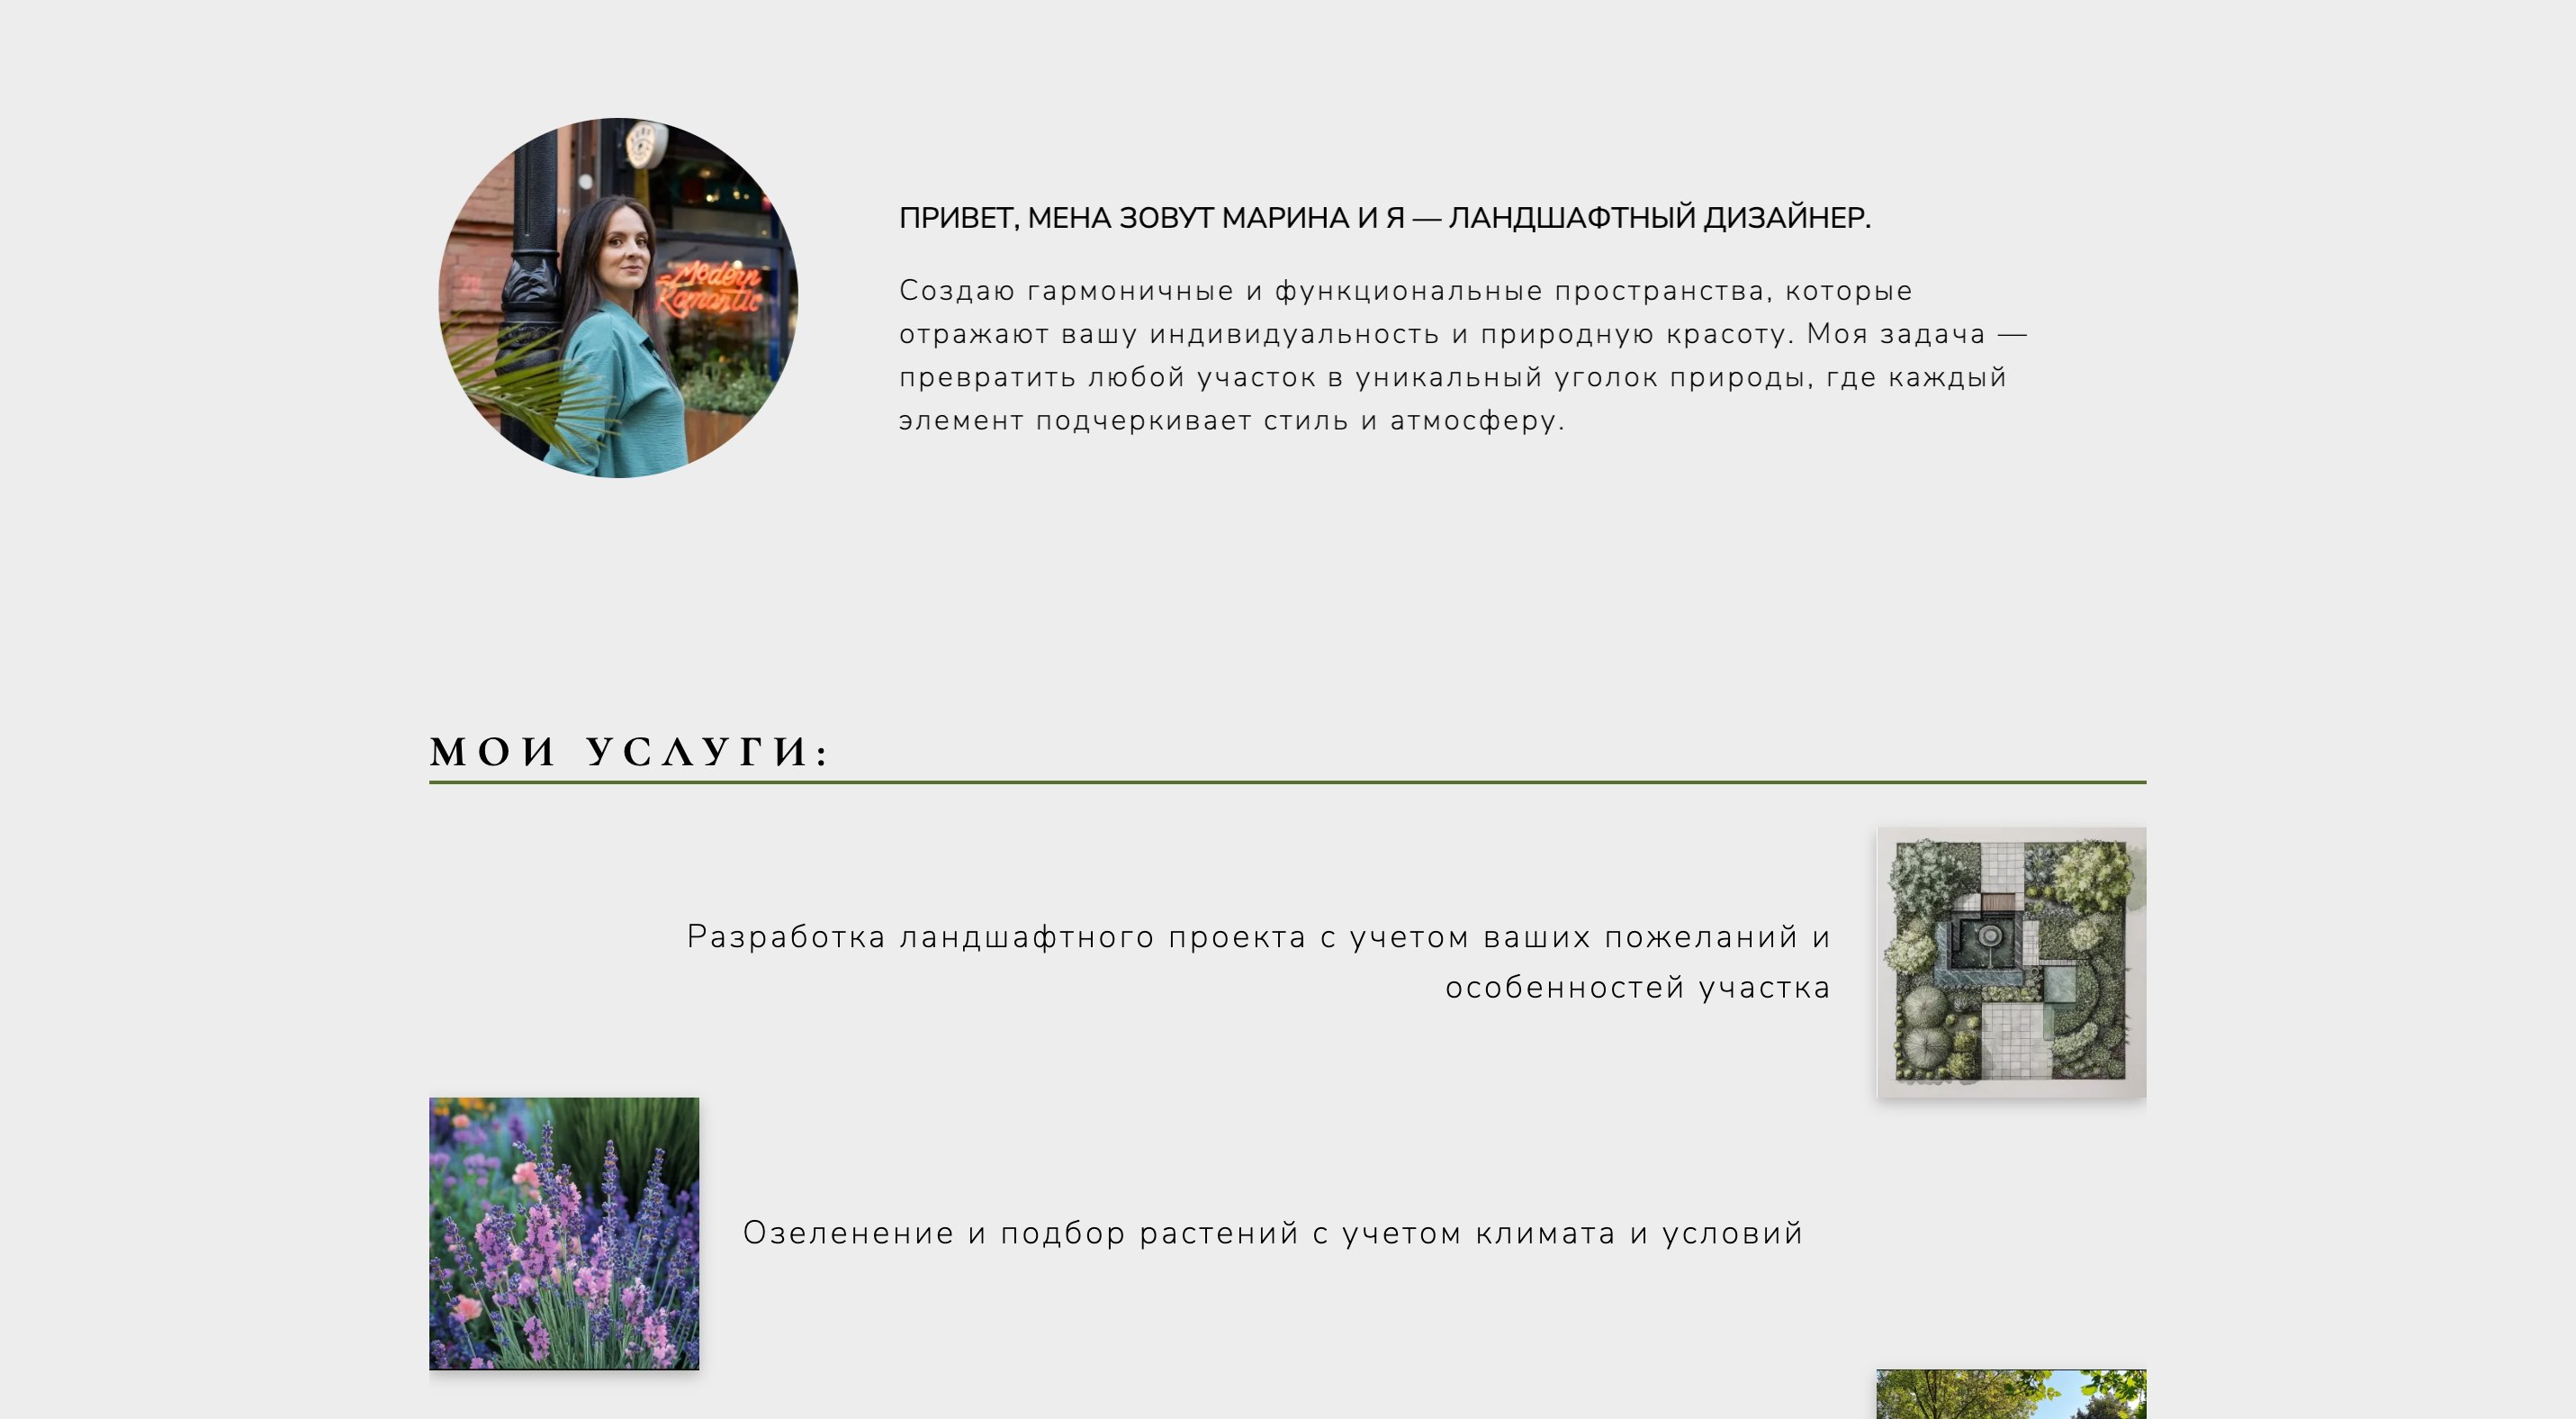 Modern
Romantic
ПРИВЕТ, МЕНА ЗОВУТ МАРИНА И Я — ЛАНДШАФТНЫЙ ДИЗАЙНЕР.
Создаю гармоничные и функциональные пространства, которые
отражают вашу индивидуальность и природную красоту. Моя задача —
превратить любой участок в уникальный уголок природы, где каждый
элемент подчеркивает стиль и атмосферу.
МОИ УСЛУГИ:
Разработка ландшафтного проекта с учетом ваших пожеланий и
особенностей участка
Озеленение и подбор растений с учетом климата и условий